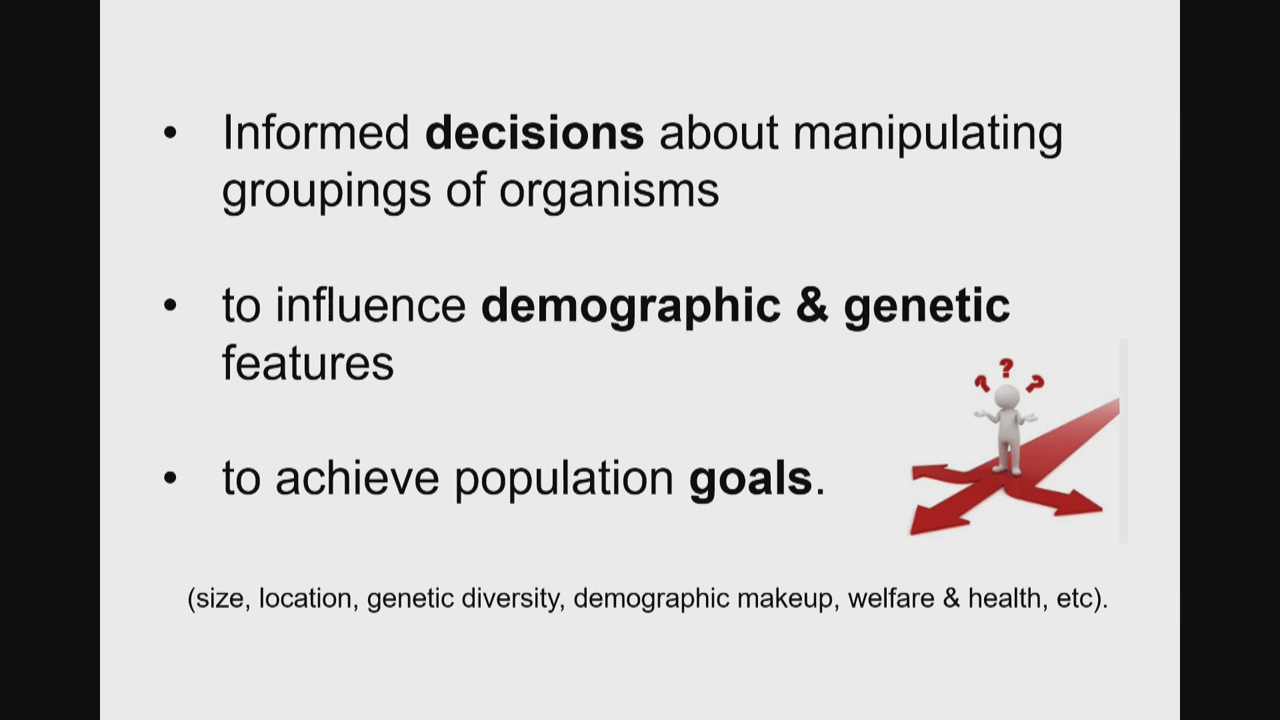 • Informed decisions about manipulating
groupings of organisms
• to influence demographic & genetic
features
? ? ?
• to achieve population goals.
(size, location, genetic diversity, demographic makeup, welfare & health, etc).